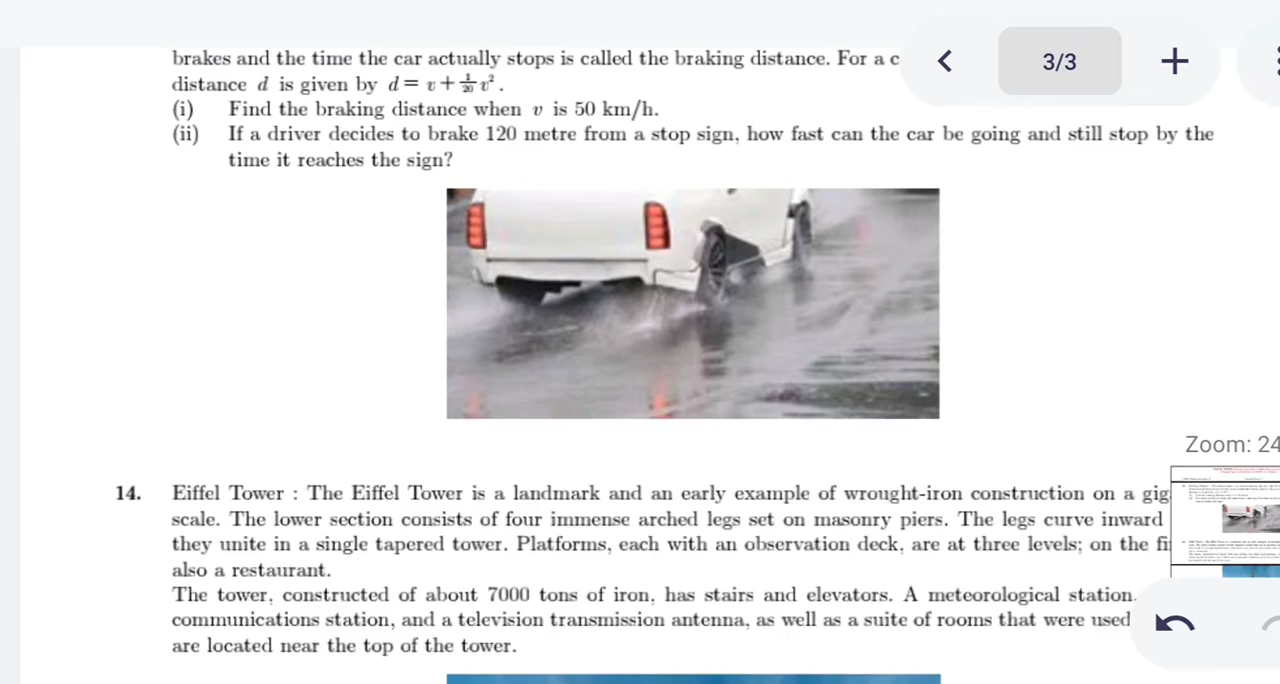 brakes and the time the car actually stops is called the braking distance. For a c
distance d is given by d = v + 1/20 v².
3/3
(i) Find the braking distance when v is 50 km/h.
(ii) If a driver decides to brake 120 metre from a stop sign, how fast can the car be going and still stop by the
time it reaches the sign?
Zoom: 24
14. Eiffel Tower : The Eiffel Tower is a landmark and an early example of wrought-iron construction on a gig
scale. The lower section consists of four immense arched legs set on masonry piers. The legs curve inward
they unite in a single tapered tower. Platforms, each with an observation deck, are at three levels; on the fi
also a restaurant.
The tower, constructed of about 7000 tons of iron, has stairs and elevators. A meteorological station.
communications station, and a television transmission antenna, as well as a suite of rooms that were used
are located near the top of the tower.